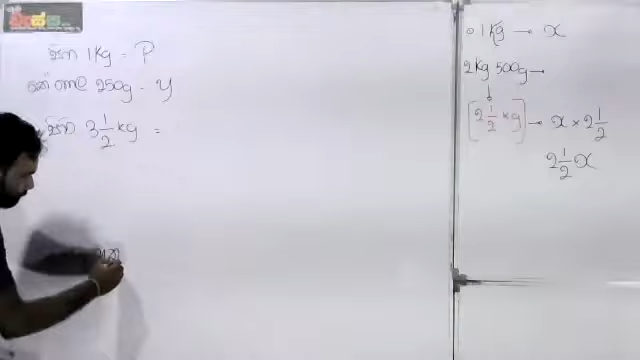 සීනි 1Kg = P
තේ කොළ 250g - y
සීනි 3 1/2 kg =
0.1Kg → x
2Kg 500g →
[2 1/2 kg] → x × 2 1/2
2 1/2 x